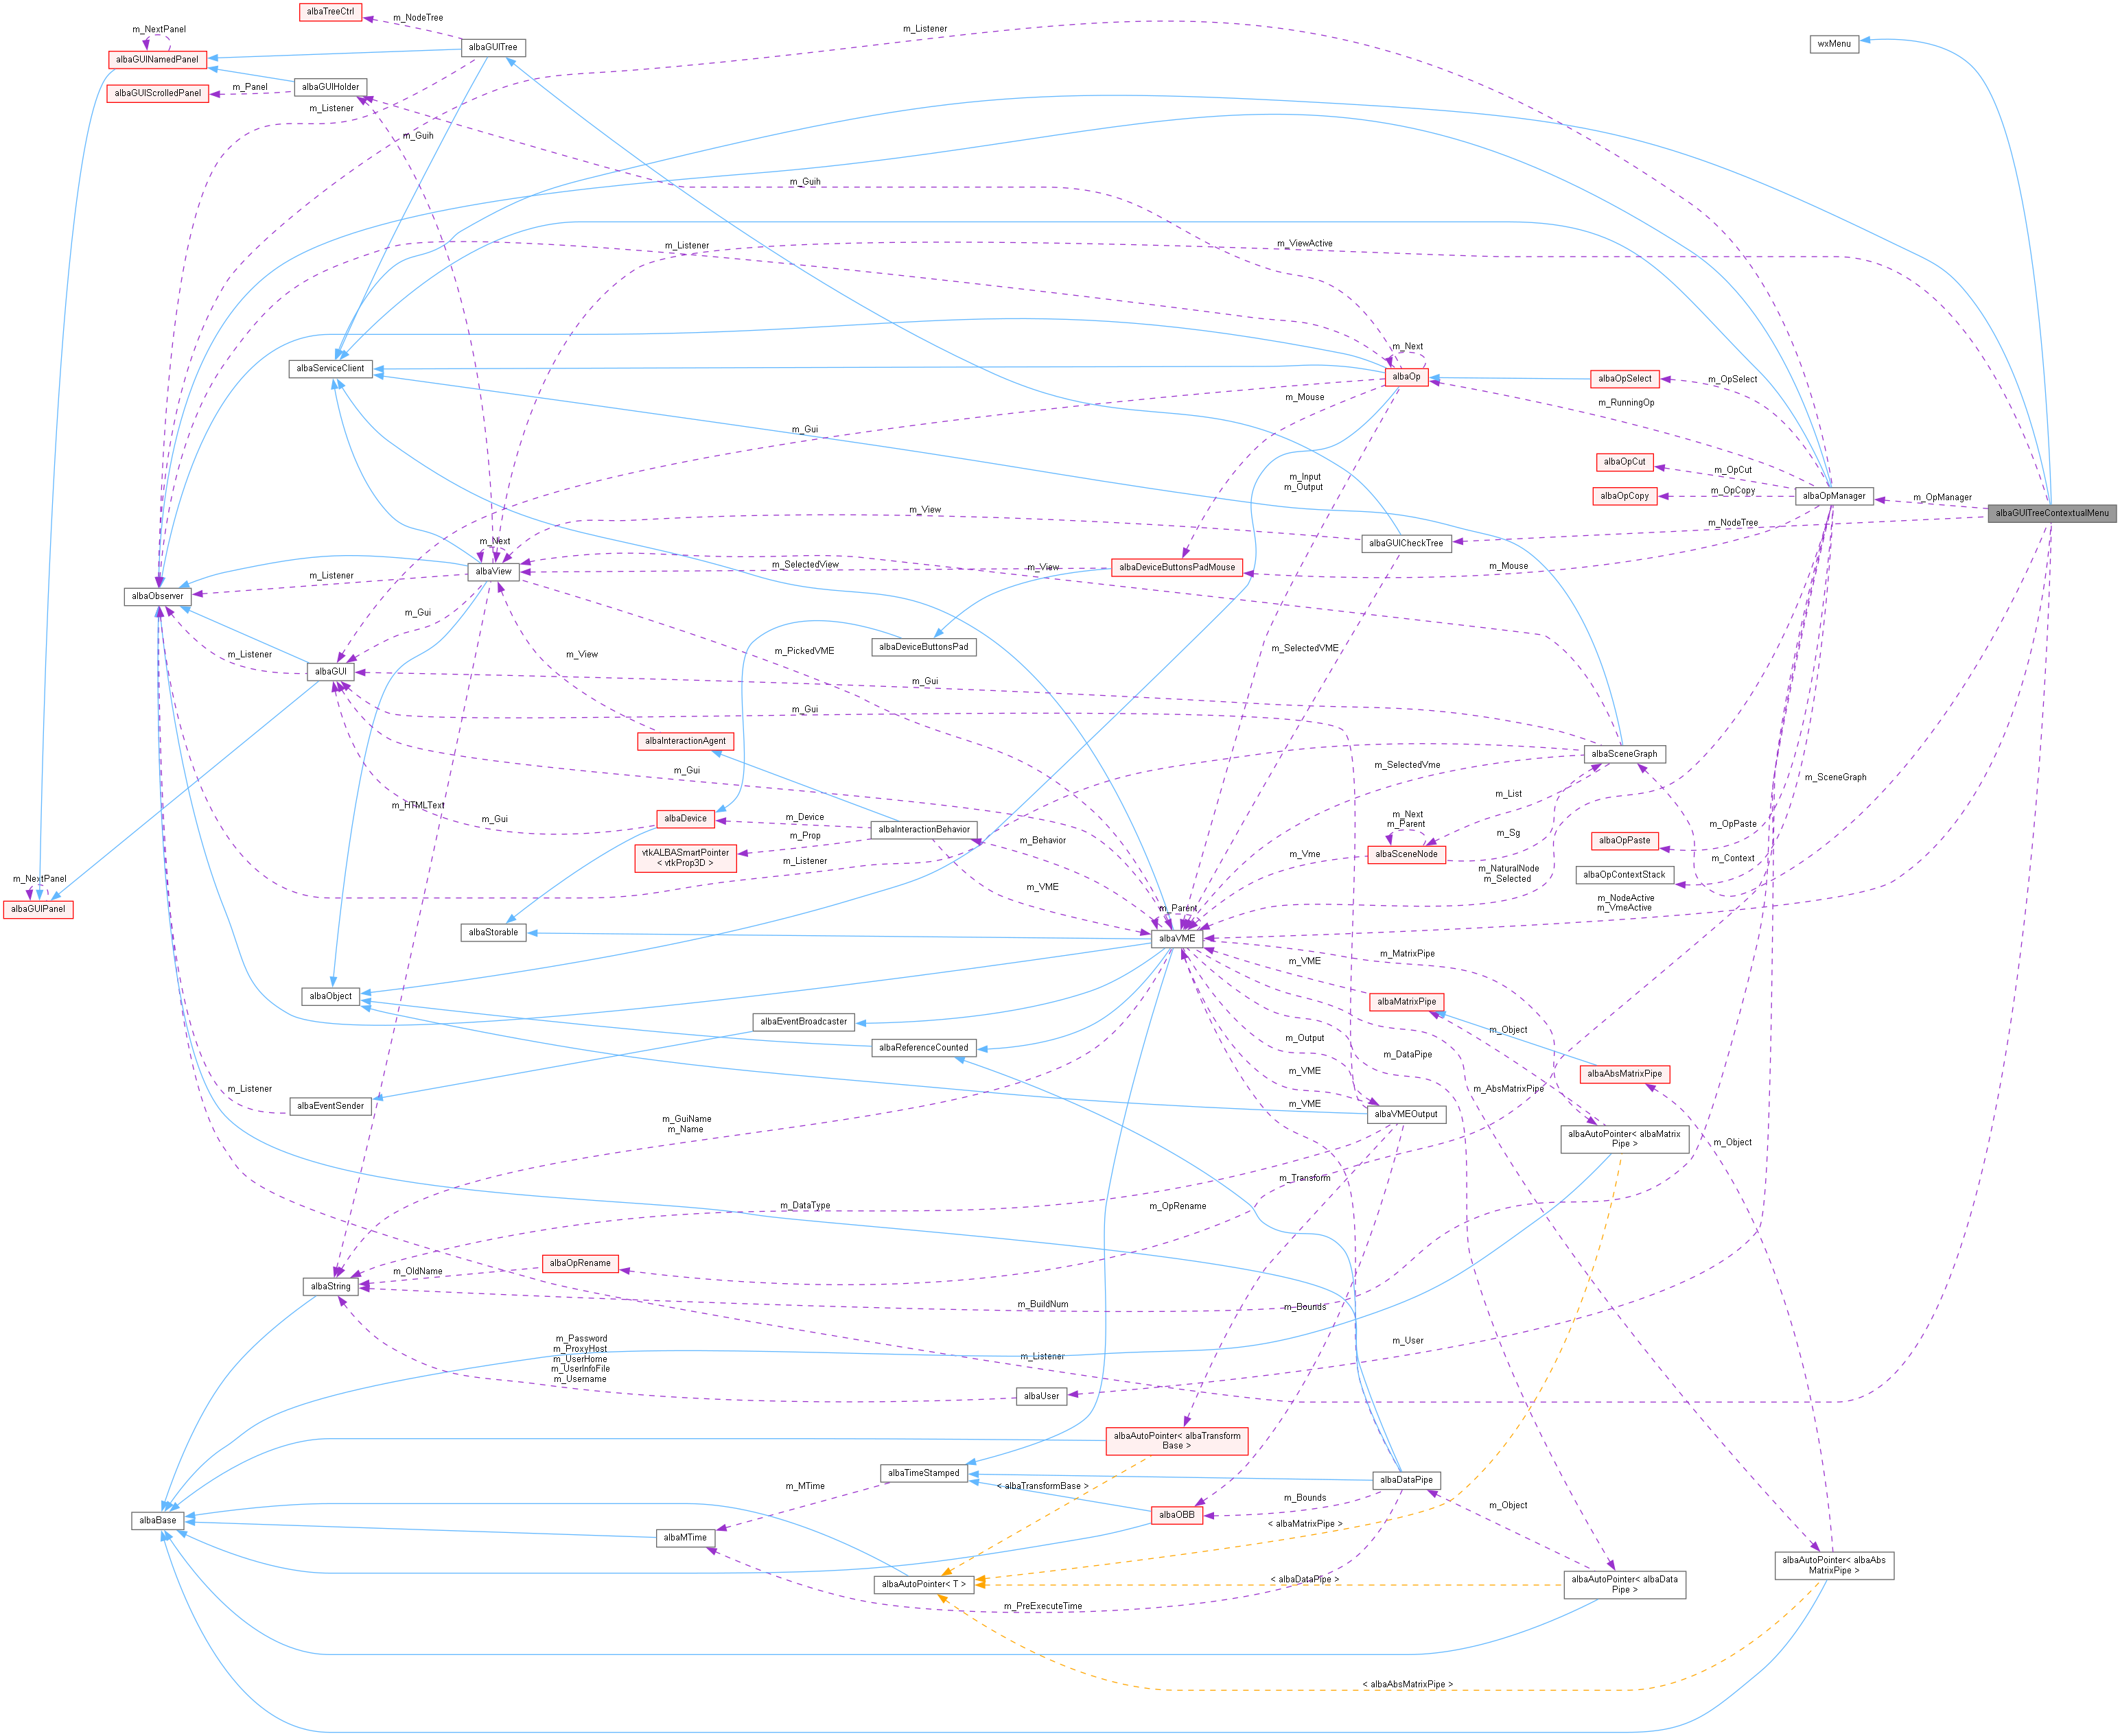 albaTreeCtrl
m_NodeTree
m_NextPanel
m_Listener
albaGUITree
wxMenu
albaGUINamedPanel
albaGUIHolder
m_Panel
albaGUIScrolledPanel
m_Listener
m_Guih
m_Guih
m_Listener
m_ViewActive
m_Next
albaServiceClient
albaOp
albaOpSelect
m_OpSelect
m_Mouse
m_RunningOp
m_Gui
albaOpCut
m_OpCut
m_Input
m_Output
albaOpCopy
m_OpCopy
albaOpManager
m_OpManager
albaGUITreeContextualMenu
m_View
m_NodeTree
m_Next
albaGUICheckTree
albaView
m_SelectedView
m_View
albaDeviceButtonsPadMouse
m_Mouse
m_Listener
albaObserver
m_Gui
albaDeviceButtonsPad
m_Listener
albaGUI
m_View
m_PickedVME
m_SelectedVME
m_Gui
m_Gui
albaInteractionAgent
albaSceneGraph
m_Gui
m_SelectedVme
m_SceneGraph
m_HTMLText
m_List
albaDevice
m_Device
m_Gui
albaInteractionBehavior
m_Prop
m_Behavior
m_Next
m_Parent
m_Sg
m_OpPaste
albaOpPaste
vtkALBASmartPointer
< vtkProp3D >
m_Listener
m_Vme
albaSceneNode
m_Context
m_NextPanel
m_VME
m_NaturalNode
m_Selected
albaOpContextStack
albaGUIPanel
m_Parent
m_NodeActive
m_VmeActive
albaStorable
albaVME
m_MatrixPipe
m_VME
albaObject
albaMatrixPipe
albaEventBroadcaster
m_Object
m_Output
albaReferenceCounted
m_DataPipe
m_VME
albaAbsMatrixPipe
m_Listener
m_AbsMatrixPipe
albaEventSender
m_VME
albaVMEOutput
m_GuiName
m_Name
albaAutoPointer< albaMatrix
Pipe >
m_Object
m_Transform
m_DataType
m_OpRename
albaOpRename
m_OldName
albaString
m_BuildNum
m_Bounds
m_Password
m_ProxyHost
m_UserHome
m_UserInfoFile
m_Username
m_Listener
m_User
albaUser
albaAutoPointer< albaTransform
Base >
albaTimeStamped
albaDataPipe
m_MTime
< albaTransformBase >
m_Bounds
m_Object
albaBase
albaOBB
< albaMatrixPipe >
albaMTime
albaAutoPointer< albaAbs
MatrixPipe >
albaAutoPointer< T >
< albaDataPipe >
albaAutoPointer< albaData
Pipe >
m_PreExecuteTime
< albaAbsMatrixPipe >